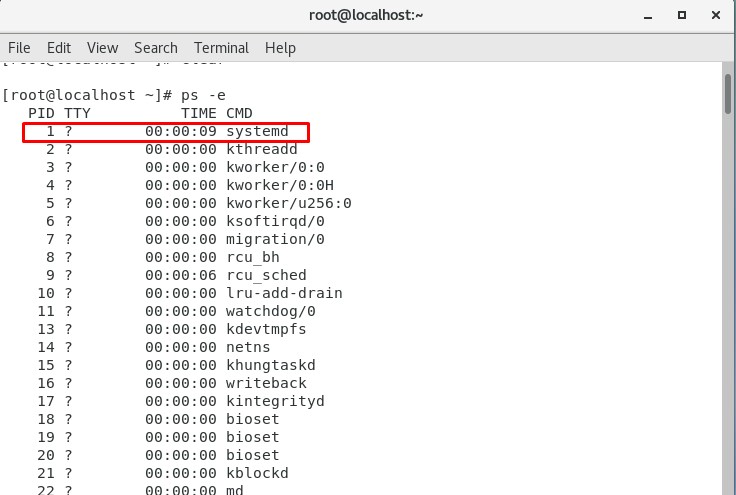 root@localhost:~
File Edit View Search Terminal Help
[root@localhost ~]# ps -e
PID TTY TIME CMD
1 ? 00:00:09 systemd
2 ? 00:00:00 kthreadd
3 ? 00:00:00 kworker/0:0
4 ? 00:00:00 kworker/0:0H
5 ? 00:00:00 kworker/u256:0
6 ? 00:00:00 ksoftirqd/0
7 ? 00:00:00 migration/0
8 ? 00:00:00 rcu_bh
9 ? 00:00:06 rcu_sched
10 ? 00:00:00 lru-add-drain
11 ? 00:00:00 watchdog/0
13 ? 00:00:00 kdevtmpfs
14 ? 00:00:00 netns
15 ? 00:00:00 khungtaskd
16 ? 00:00:00 writeback
17 ? 00:00:00 kintegrityd
18 ? 00:00:00 bioset
19 ? 00:00:00 bioset
20 ? 00:00:00 bioset
21 ? 00:00:00 kblockd
22 ? 00:00:00 md